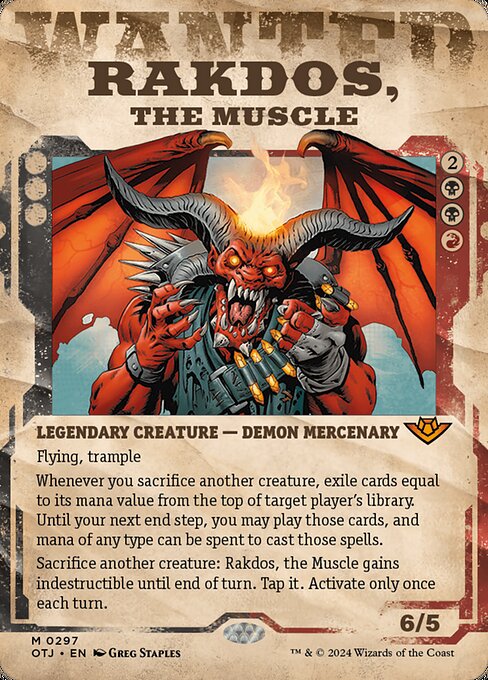 WANTED
RAKDOS,
THE MUSCLE
2
LEGENDARY CREATURE — DEMON MERCENARY
Flying, trample
Whenever you sacrifice another creature, exile cards equal
to its mana value from the top of target player's library.
Until your next end step, you may play those cards, and
mana of any type can be spent to cast those spells.
Sacrifice another creature: Rakdos, the Muscle gains
indestructible until end of turn. Tap it. Activate only once
each turn.
6/5
M 0297
OTJ • EN GREG STAPLES
™ & © 2024 Wizards of the Coast